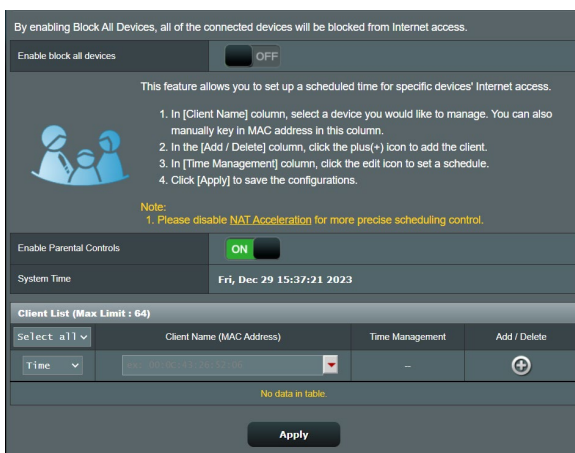 By enabling Block All Devices, all of the connected devices will be blocked from Internet access.
Enable block all devices
OFF
This feature allows you to set up a scheduled time for specific devices' Internet access.
1. In [Client Name] column, select a device you would like to manage. You can also
manually key in MAC address in this
column.
2. In the [Add / Delete] column, click the plus(+) icon to add the client.
3. In [Time Management] column, click the edit icon to set a schedule.
4. Click [Apply] to save the configurations.
Note:
1. Please disable NAT Acceleration for more precise scheduling control.
Enable Parental Controls
ON
System Time
Fri, Dec 29 15:37:21 2023
Client List (Max Limit : 64)
Select all
Client Name (MAC Address)
Time Management
Add / Delete
Time
ex: 00:0C:43:26:52:00
–
No data in table.
Apply